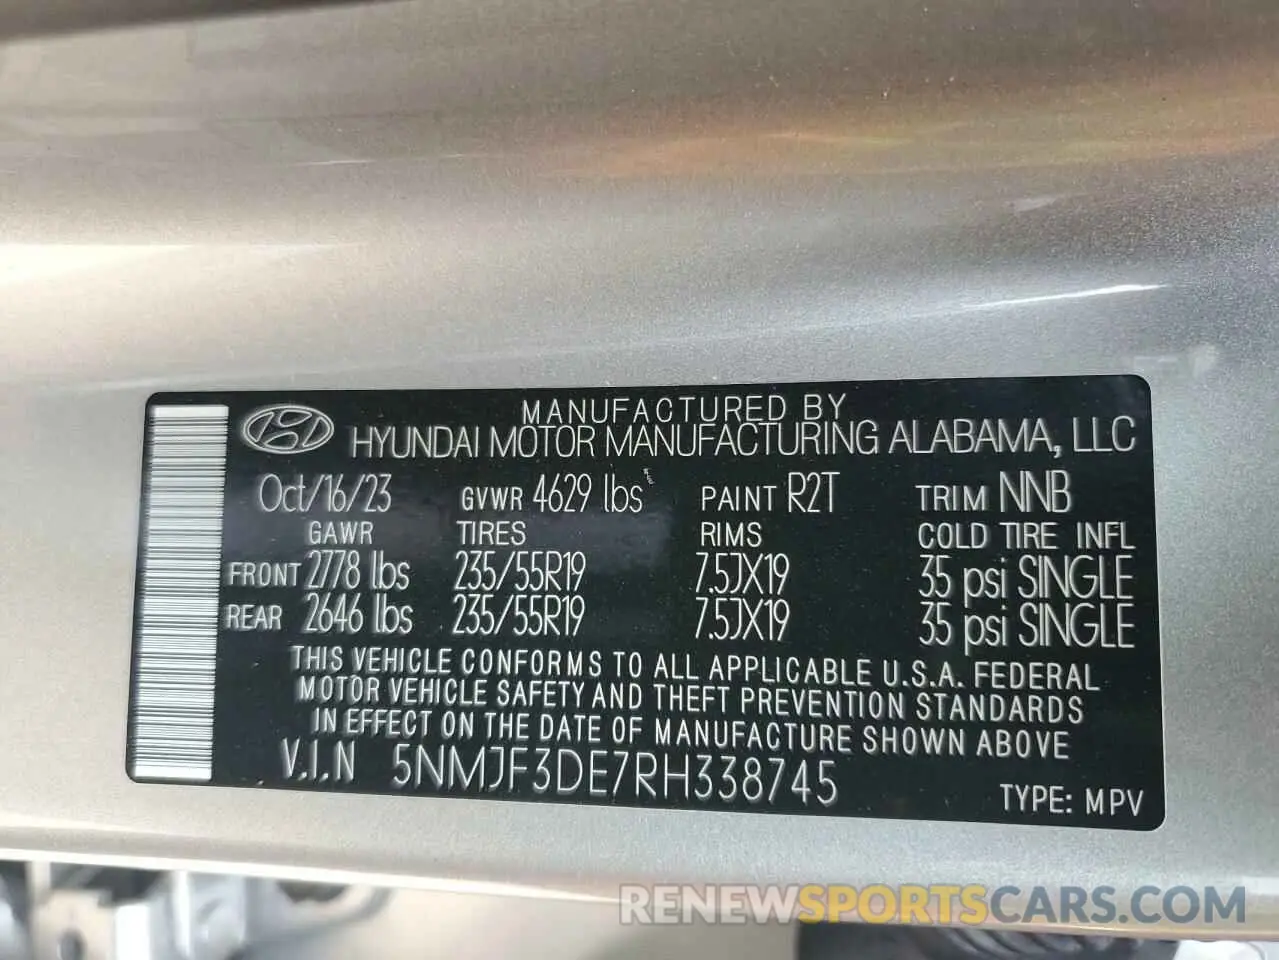 MANUFACTURED BY
HYUNDAI MOTOR MANUFACTURING ALABAMA, LLC
Oct/16/23 GVWR 4629 lbs PAINT R2T TRIM NNB
GAWR TIRES RIMS COLD TIRE INFL
FRONT 2778 lbs 235/55R19 7.5JX19 35 psi SINGLE
REAR 2646 lbs 235/55R19 7.5JX19 35 psi SINGLE
THIS VEHICLE CONFORMS TO ALL APPLICABLE U.S.A. FEDERAL
MOTOR VEHICLE SAFETY AND THEFT PREVENTION STANDARDS
IN EFFECT ON THE DATE OF MANUFACTURE SHOWN ABOVE
V.I.N 5NMJF3DE7RH338745
TYPE: MPV
RENEWSPORTSCARS.COM